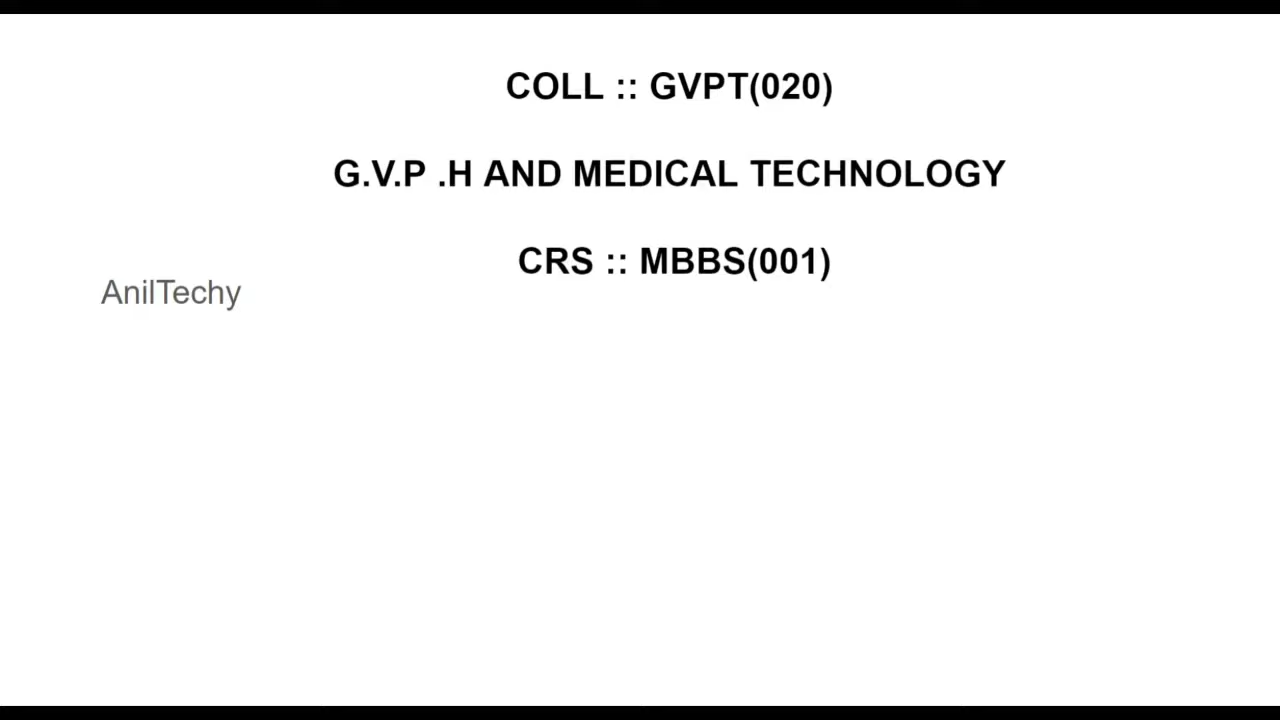 COLL :: GVPT(020)
G.V.P .H AND MEDICAL TECHNOLOGY
CRS :: MBBS(001)
AnilTechy